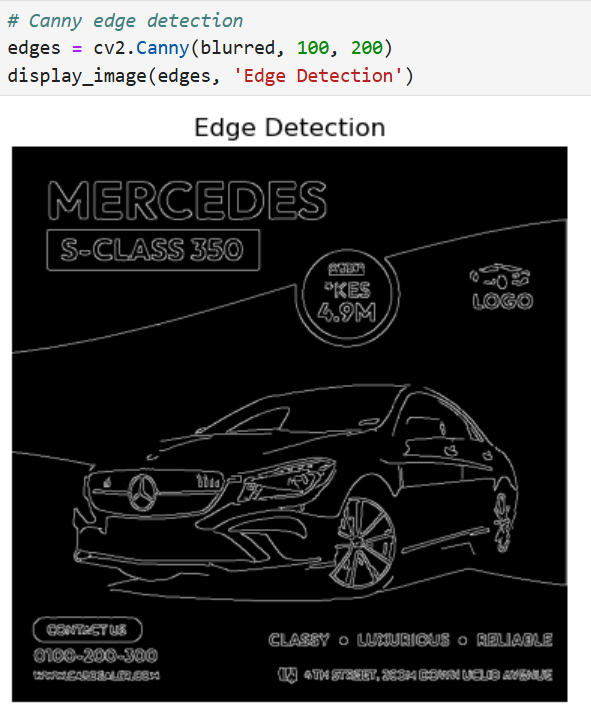 # Canny edge detection
edges = cv2.Canny(blurred, 100, 200)
display_image(edges, 'Edge Detection')
Edge Detection
MERCEDES
S-CLASS 350
*KES
4.9M
LOGO
CONTACT US
0100-200-300
CLASSY o LUXURIOUS o RELIABLE
4TH STREET, DOWN AVENUE